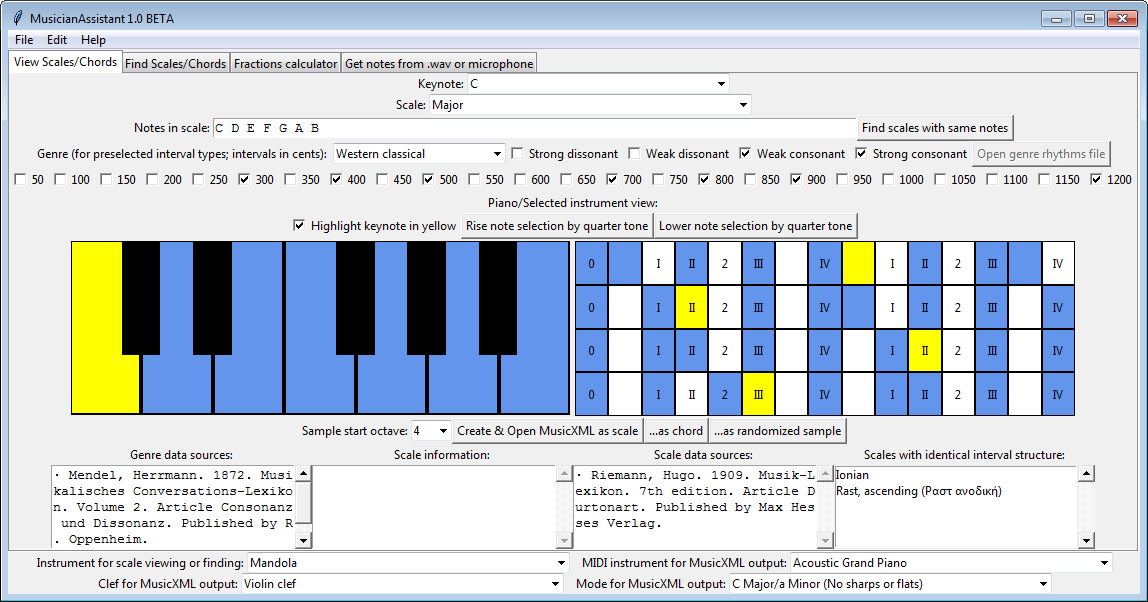 MusicianAssistant 1.0 BETA
File Edit Help
View Scales/Chords Find Scales/Chords Fractions calculator Get notes from .wav or microphone
Keynote: C
Scale: Major
Notes in scale: C D E F G A B Find scales with same notes
Genre (for preselected interval types; intervals in cents): Western classical Strong dissonant Weak dissonant Weak consonant Strong consonant Open genre rhythms file
50 100 150 200 250 300 350 400 450 500 550 600 650 700 750 800 850 900 950 1000 1050 1100 1150 1200
Piano/Selected instrument view:
Highlight keynote in yellow Rise note selection by quarter tone Lower note selection by quarter tone
0 I II 2 III IV I II 2 III IV
0 I II 2 III IV I II 2 III IV
0 I II 2 III IV I II 2 III IV
0 I II 2 III IV I II 2 III IV
Sample start octave: 4 Create & Open MusicXML as scale ...as chord ...as randomized sample
Genre data sources: Scale information: Scale data sources: Scales with identical interval structure:
· Mendel, Herrmann. 1872. Musi
kalisches Conversations-Lexiko
n. Volume 2. Article Consonanz
und Dissonanz. Published by R
. Oppenheim.
· Riemann, Hugo. 1909. Musik-L
exikon. 7th edition. Article D
urtonart. Published by Max Hes
ses Verlag.
Ionian
Rast, ascending (Ραστ ανοδική)
Instrument for scale viewing or finding: Mandola MIDI instrument for MusicXML output: Acoustic Grand Piano
Clef for MusicXML output: Violin clef Mode for MusicXML output: C Major/a Minor (No sharps or flats)